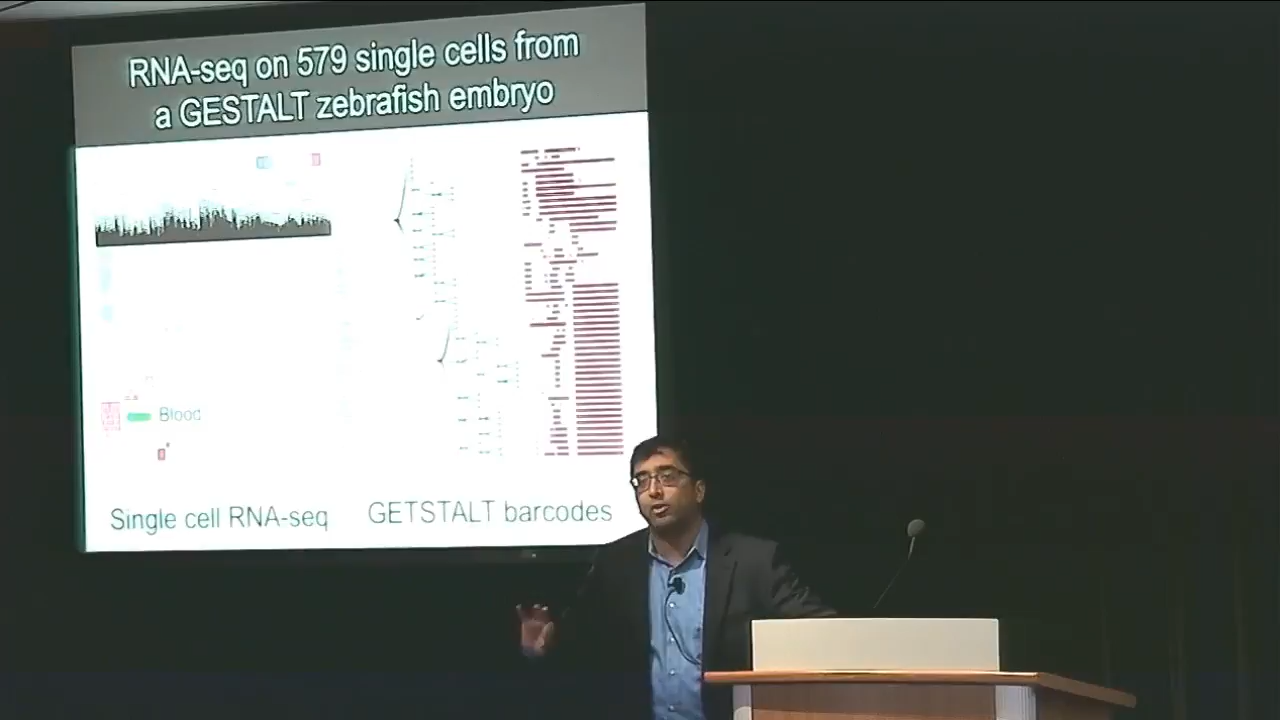 RNA-seq on 579 single cells from
a GESTALT zebrafish embryo
Blood
Single cell RNA-seq
GETSTALT barcodes